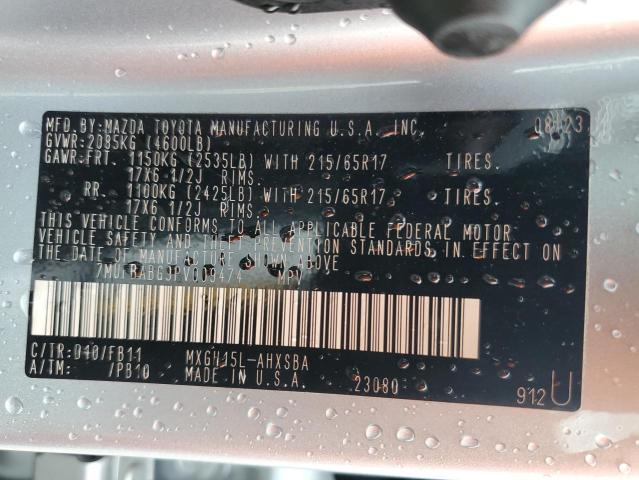 MFD.BY:MAZDA TOYOTA MANUFACTURING U.S.A.,INC. 08/23
GVWR:2085KG (4600LB)
GAWR:FRT. 1150KG (2535LB) WITH 215/65R17 TIRES.
17X6-1/2J RIMS.
RR. 1100KG (2425LB) WITH 215/65R17 TIRES.
17X6 1/2J RIMS.
THIS VEHICLE CONFORMS TO ALL APPLICABLE FEDERAL MOTOR
VEHICLE SAFETY AND THEFT PREVENTION STANDARDS IN EFFECT ON
THE DATE OF MANUFACTURE SHOWN ABOVE
MPV
C/TR:040/FB11 MXGH15L-AHXSBA
A/TM: /PB10 MADE IN U.S.A. 23080
912U